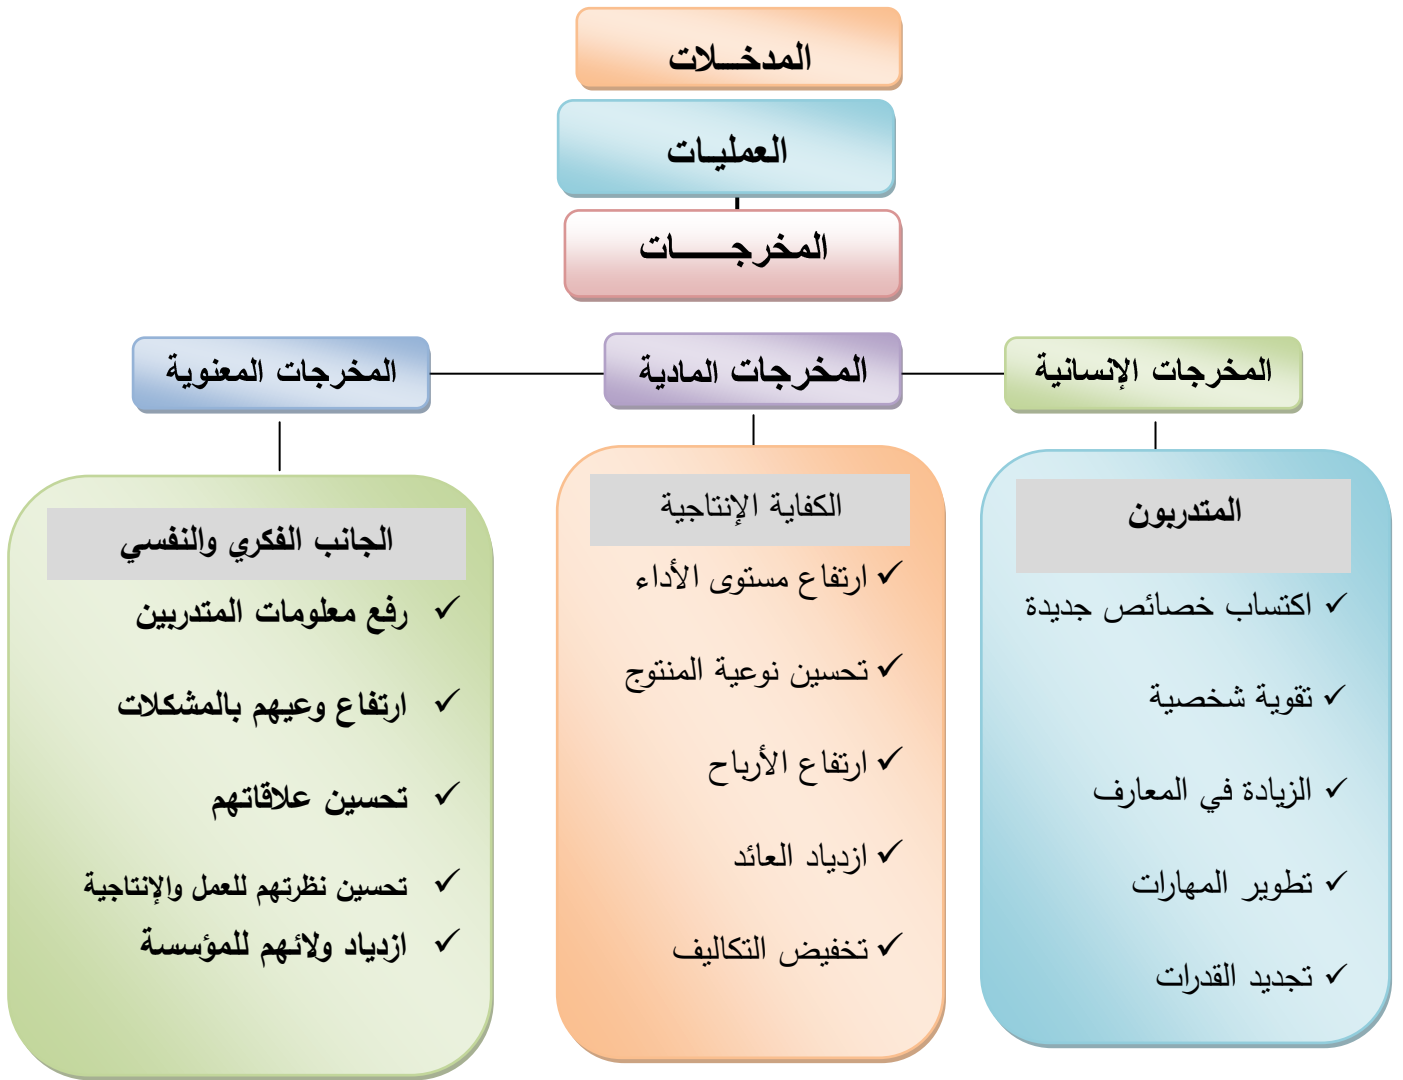 المدخـــلات
العمليـات
المخرجـــــــات
المخرجات الإنسانية
المخرجات المادية
المخرجات المعنوية
المتدربون
✓ اكتساب خصائص جديدة
✓ تقوية شخصية
✓ الزيادة في المعارف
✓ تطوير المهارات
✓ تجديد القدرات
الكفاية الإنتاجية
✓ ارتفاع مستوى الأداء
✓ تحسين نوعية المنتوج
✓ ارتفاع الأرباح
✓ ازدياد العائد
✓ تخفيض التكاليف
الجانب الفكري والنفسي
✓ رفع معلومات المتدربين
✓ ارتفاع وعيهم بالمشكلات
✓ تحسين علاقاتهم
✓ تحسين نظرتهم للعمل والإنتاجية
✓ ازدياد ولائهم للمؤسسة